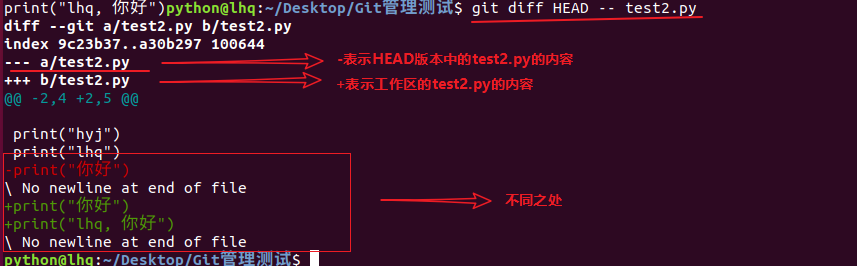 print("lhq, 你好")python@lhq:~/Desktop/Git管理测试$ git diff HEAD -- test2.py
diff --git a/test2.py b/test2.py
index 9c23b37..a30b297 100644
--- a/test2.py
-表示HEAD版本中的test2.py的内容
+++ b/test2.py
+表示工作区的test2.py的内容
@@ -2,4 +2,5 @@
print("hyj")
print("lhq")
-print("你好")
\ No newline at end of file
+print("你好")
不同之处
+print("lhq, 你好")
\ No newline at end of file
python@lhq:~/Desktop/Git管理测试$